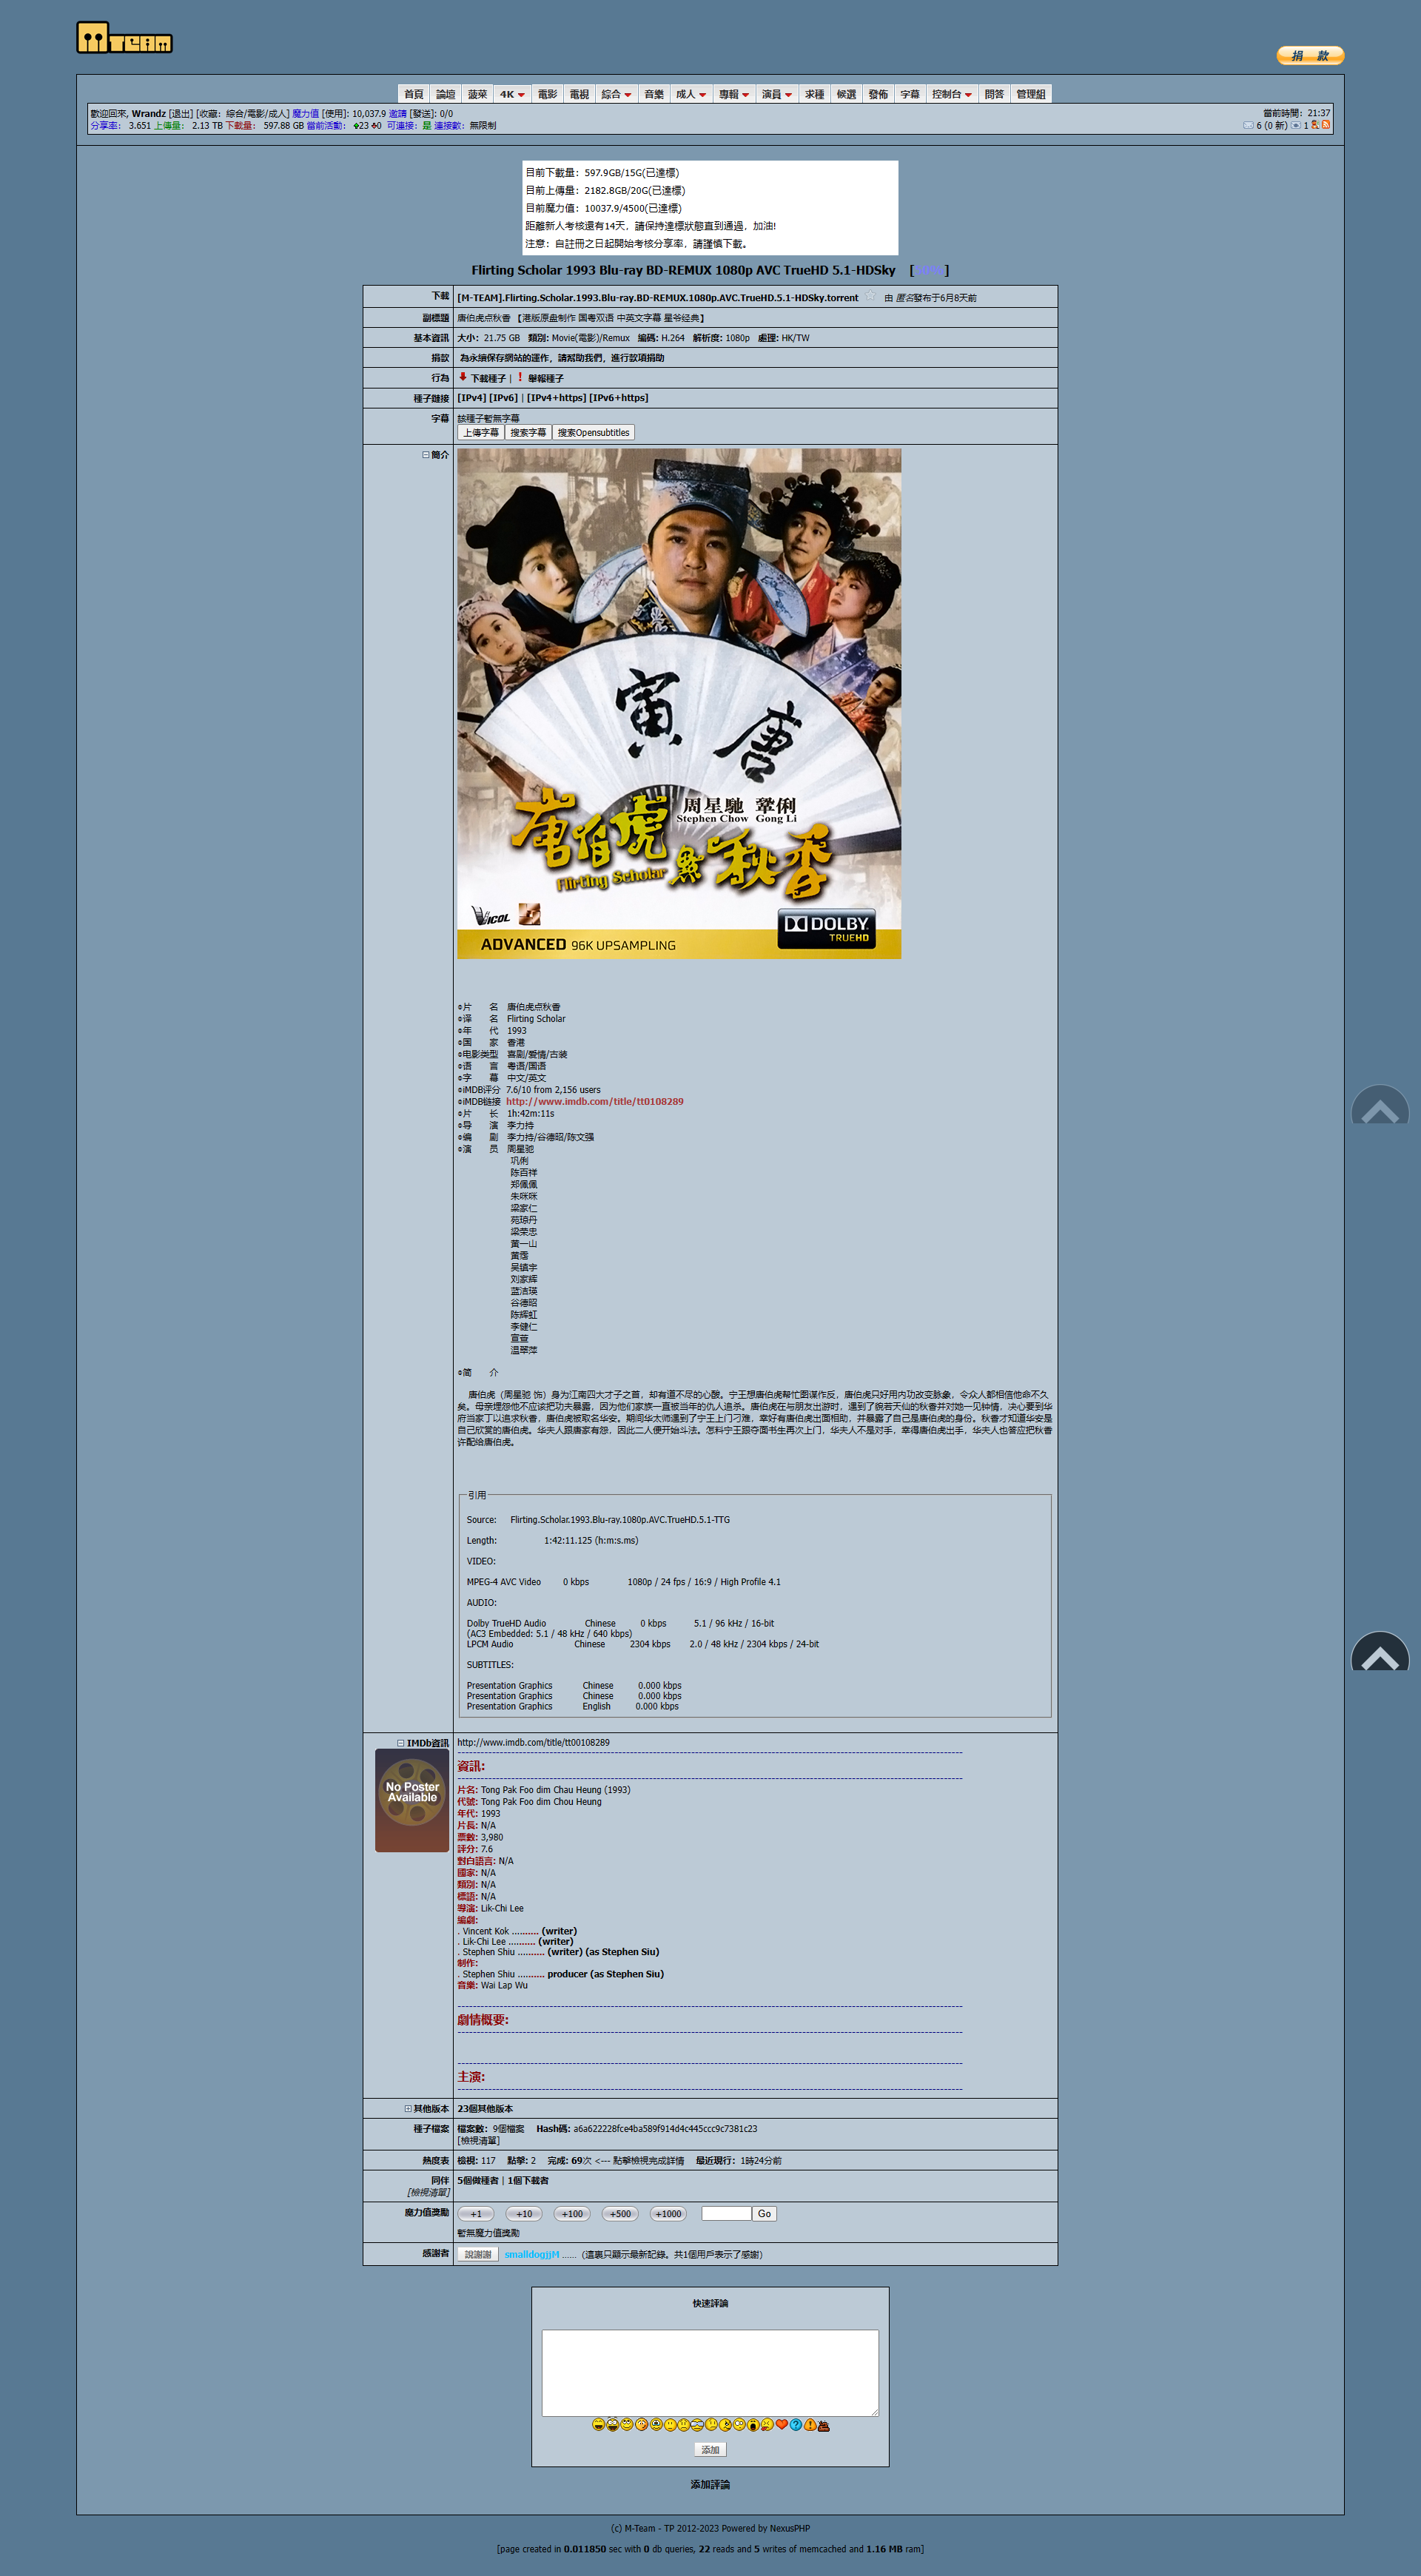 M TEAM
捐 款
首頁 論壇 菠菜 4K 電影 電視 綜合 音樂 成人 專輯 演員 求種 候選 發佈 字幕 控制台 問答 管理組
歡迎回來, Wrandz [退出] [收藏: 綜合/電影/成人] 魔力值 [使用]: 10,037.9 邀請 [發送]: 0/0
當前時間: 21:37
分享率: 3.651 上傳量: 2.13 TB 下載量: 597.88 GB 當前活動: 23 0 可連接: 是 連接數: 無限制
6 (0 新) 1
目前下載量: 597.9GB/15G(已達標)
目前上傳量: 2182.8GB/20G(已達標)
目前魔力值: 10037.9/4500(已達標)
距離新人考核還有14天, 請保持達標狀態直到通過, 加油!
注意: 自註冊之日起開始考核分享率, 請謹慎下載。
Flirting Scholar 1993 Blu-ray BD-REMUX 1080p AVC TrueHD 5.1-HDSky [50%]
下載 [M-TEAM].Flirting.Scholar.1993.Blu-ray.BD-REMUX.1080p.AVC.TrueHD.5.1-HDSky.torrent 由 匿名發布于6月8天前
副標題 唐伯虎点秋香 【港版原盘制作 国粤双语 中英文字幕 星爷经典】
基本資訊 大小: 21.75 GB 類別: Movie(電影)/Remux 編碼: H.264 解析度: 1080p 處理: HK/TW
捐款 為永續保存網站的運作, 請幫助我們, 進行款項捐助
行為 下載種子 | 舉報種子
種子鏈接 [IPv4] [IPv6] | [IPv4+https] [IPv6+https]
字幕 該種子暫無字幕
上傳字幕 搜索字幕 搜索Opensubtitles
簡介
寅 唐
周星馳 鞏俐
Stephen Chow Gong Li
唐伯虎點秋香
Flirting Scholar
VICOL
DOLBY
TRUEHD
ADVANCED 96K UPSAMPLING
◎片 名 唐伯虎点秋香
◎译 名 Flirting Scholar
◎年 代 1993
◎国 家 香港
◎电影类型 喜剧/爱情/古装
◎语 言 粤语/国语
◎字 幕 中文/英文
◎iMDB评分 7.6/10 from 2,156 users
◎iMDB链接 http://www.imdb.com/title/tt0108289
◎片 长 1h:42m:11s
◎导 演 李力持
◎编 剧 李力持/谷德昭/陈文强
◎演 员 周星驰
巩俐
陈百祥
郑佩佩
朱咪咪
梁家仁
苑琼丹
梁荣忠
黄一山
黄霑
吴镇宇
刘家辉
蓝洁瑛
谷德昭
陈辉虹
李健仁
宣萱
温翠苹
◎简 介
唐伯虎（周星驰 饰）身为江南四大才子之首，却有道不尽的心酸。宁王想唐伯虎帮忙图谋作反，唐伯虎只好用内功改变脉象，令众人都相信他命不久
矣。母亲埋怨他不应该把功夫暴露，因为他们家族一直被当年的仇人追杀。唐伯虎在与朋友出游时，遇到了貌若天仙的秋香并对她一见钟情，决心要到华
府当家丁以追求秋香，唐伯虎被取名华安。期间华太师遇到了宁王上门刁难，幸好有唐伯虎出面相助，并暴露了自己是唐伯虎的身份。秋香才知道华安是
自己欣赏的唐伯虎。华夫人跟唐家有怨，因此二人便开始斗法。怎料宁王跟夺面书生再次上门，华夫人不是对手，幸得唐伯虎出手，华夫人也答应把秋香
许配给唐伯虎。
引用
Source: Flirting.Scholar.1993.Blu-ray.1080p.AVC.TrueHD.5.1-TTG
Length: 1:42:11.125 (h:m:s.ms)
VIDEO:
MPEG-4 AVC Video 0 kbps 1080p / 24 fps / 16:9 / High Profile 4.1
AUDIO:
Dolby TrueHD Audio Chinese 0 kbps 5.1 / 96 kHz / 16-bit
(AC3 Embedded: 5.1 / 48 kHz / 640 kbps)
LPCM Audio Chinese 2304 kbps 2.0 / 48 kHz / 2304 kbps / 24-bit
SUBTITLES:
Presentation Graphics Chinese 0.000 kbps
Presentation Graphics Chinese 0.000 kbps
Presentation Graphics English 0.000 kbps
IMDb資訊 http://www.imdb.com/title/tt00108289
No Poster
Available
資訊:
片名: Tong Pak Foo dim Chau Heung (1993)
代號: Tong Pak Foo dim Chou Heung
年代: 1993
片長: N/A
票數: 3,980
評分: 7.6
對白語言: N/A
國家: N/A
類別: N/A
標語: N/A
導演: Lik-Chi Lee
編劇:
. Vincent Kok .......... (writer)
. Lik-Chi Lee .......... (writer)
. Stephen Shiu .......... (writer) (as Stephen Siu)
制作:
. Stephen Shiu .......... producer (as Stephen Siu)
音樂: Wai Lap Wu
劇情概要:
主演:
其他版本 23個其他版本
種子檔案 檔案數: 9個檔案 Hash碼: a6a622228fce4ba589f914d4c445ccc9c7381c23
[檢視清單]
熱度表 檢視: 117 點擊: 2 完成: 69次 <--- 點擊檢視完成詳情 最近現行: 1時24分前
同伴 5個做種者 | 1個下載者
[檢視清單]
魔力值獎勵 +1 +10 +100 +500 +1000 Go
暫無魔力值獎勵
感謝者 說謝謝 smalldogjjM ...... （這裏只顯示最新記錄。共1個用戶表示了感謝）
快速評論
添加
添加評論
(c) M-Team - TP 2012-2023 Powered by NexusPHP
[page created in 0.011850 sec with 0 db queries, 22 reads and 5 writes of memcached and 1.16 MB ram]